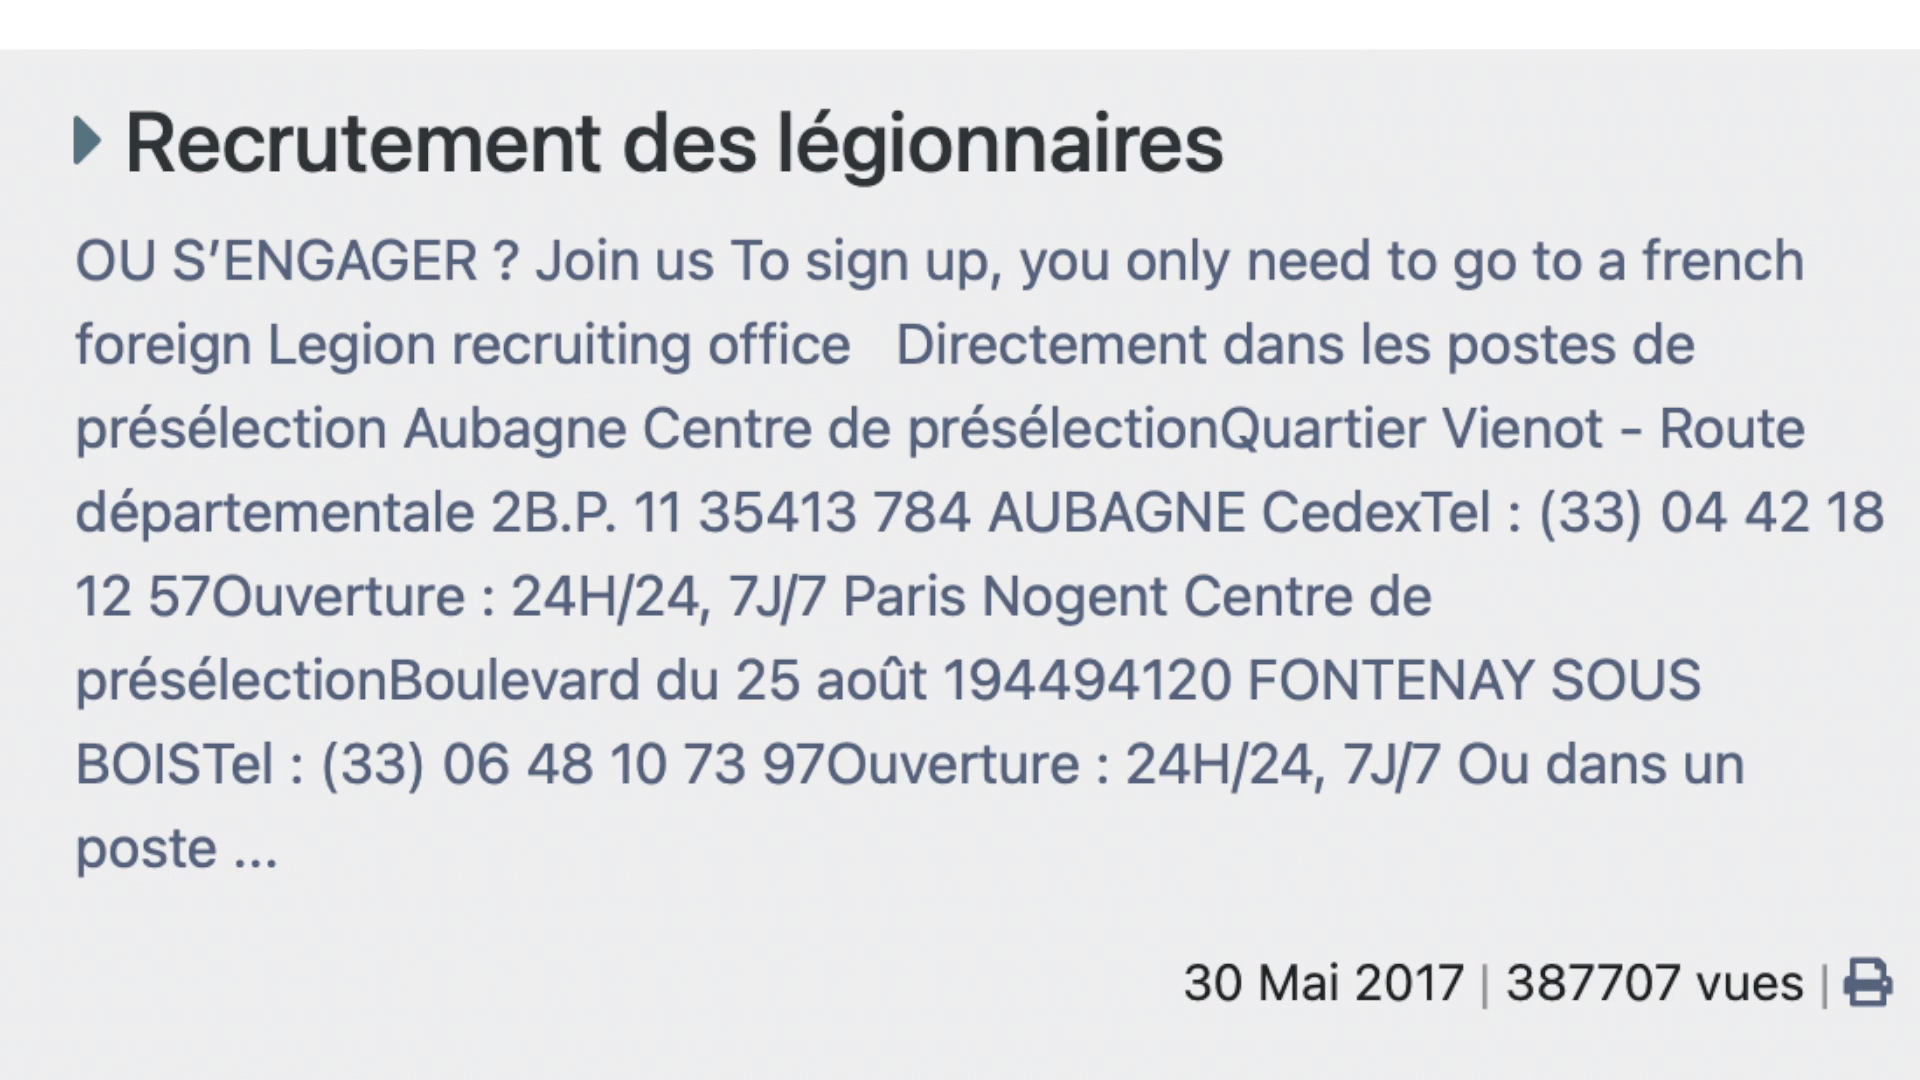 Recrutement des légionnaires
OU S’ENGAGER ? Join us To sign up, you only need to go to a french
foreign Legion recruiting office   Directement dans les postes de
présélection Aubagne Centre de présélectionQuartier Vienot - Route
départementale 2B.P. 11 35413 784 AUBAGNE CedexTel : (33) 04 42 18
12 57Ouverture : 24H/24, 7J/7 Paris Nogent Centre de
présélectionBoulevard du 25 août 194494120 FONTENAY SOUS
BOISTel : (33) 06 48 10 73 97Ouverture : 24H/24, 7J/7 Ou dans un
poste ...
30 Mai 2017 | 387707 vues |